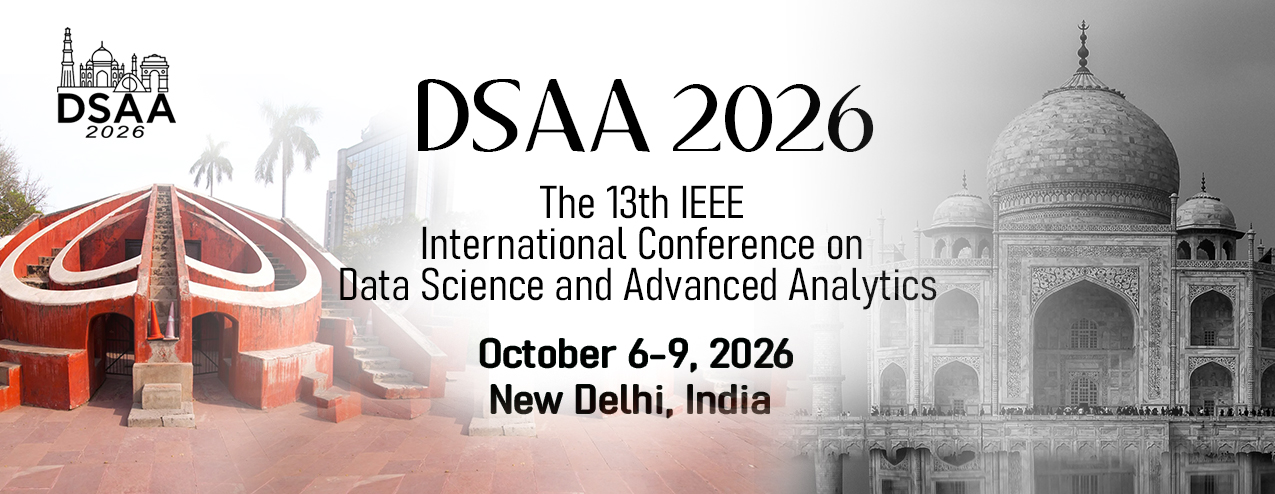 DSAA
2026
DSAA 2026
The 13th IEEE
International Conference on
Data Science and Advanced Analytics
October 6-9, 2026
New Delhi, India